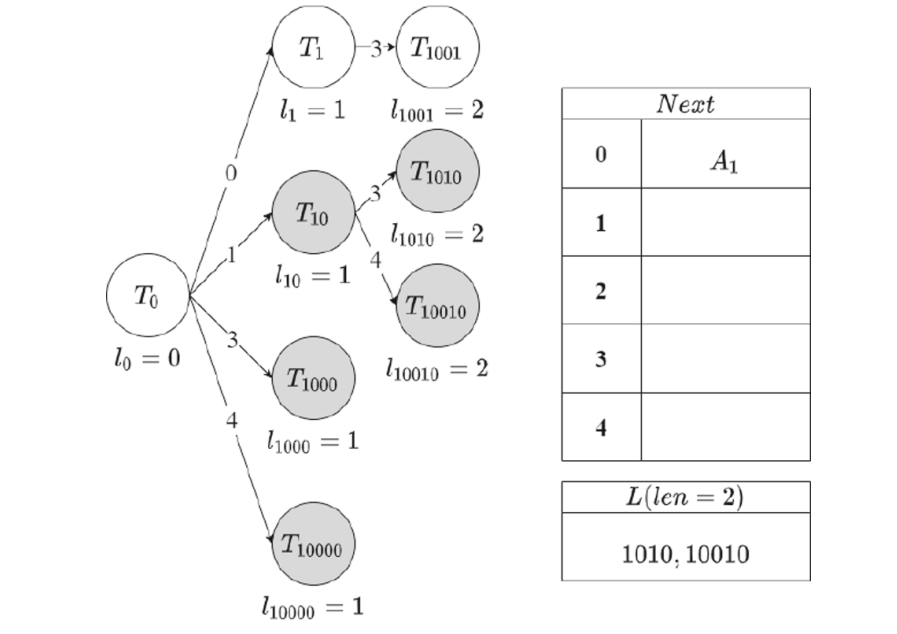 T₁
3
T₁₀₀₁
l₁ = 1
l₁₀₀₁ = 2
0
T₁₀
3
T₁₀₁₀
l₁₀₁₀ = 2
1
4
l₁₀ = 1
T₁₀₀₁₀
l₁₀₀₁₀ = 2
T₀
l₀ = 0
3
T₁₀₀₀
l₁₀₀₀ = 1
4
T₁₀₀₀₀
l₁₀₀₀₀ = 1
Next
0 A₁
1
2
3
4
L(len = 2)
1010, 10010